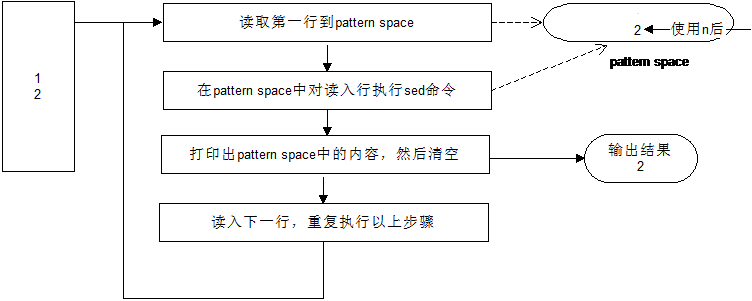 1
2
读取第一行到pattern space
在pattern space中对读入行执行sed命令
打印出pattern space中的内容，然后清空
读入下一行，重复执行以上步骤
2
使用n后
pattern space
输出结果
2